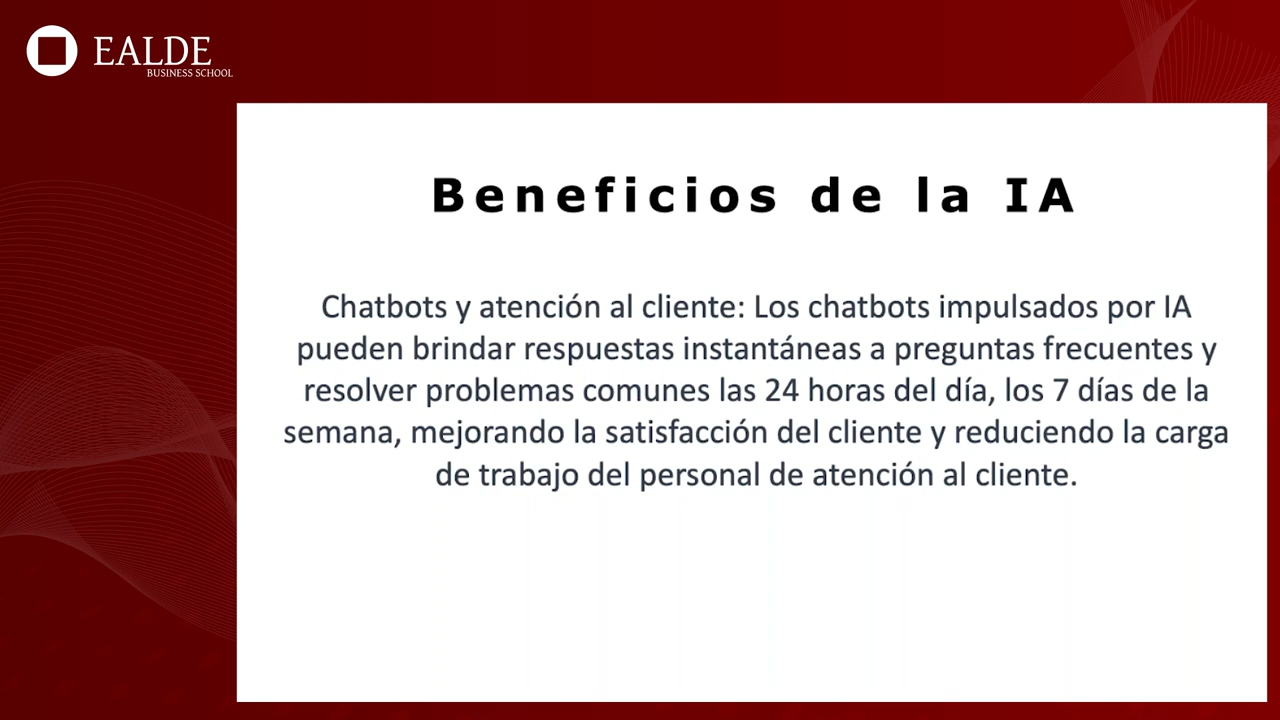 EALDE
BUSINESS SCHOOL
Beneficios de la IA
Chatbots y atención al cliente: Los chatbots impulsados por IA
pueden brindar respuestas instantáneas a preguntas frecuentes y
resolver problemas comunes las 24 horas del día, los 7 días de la
semana, mejorando la satisfacción del cliente y reduciendo la carga
de trabajo del personal de atención al cliente.